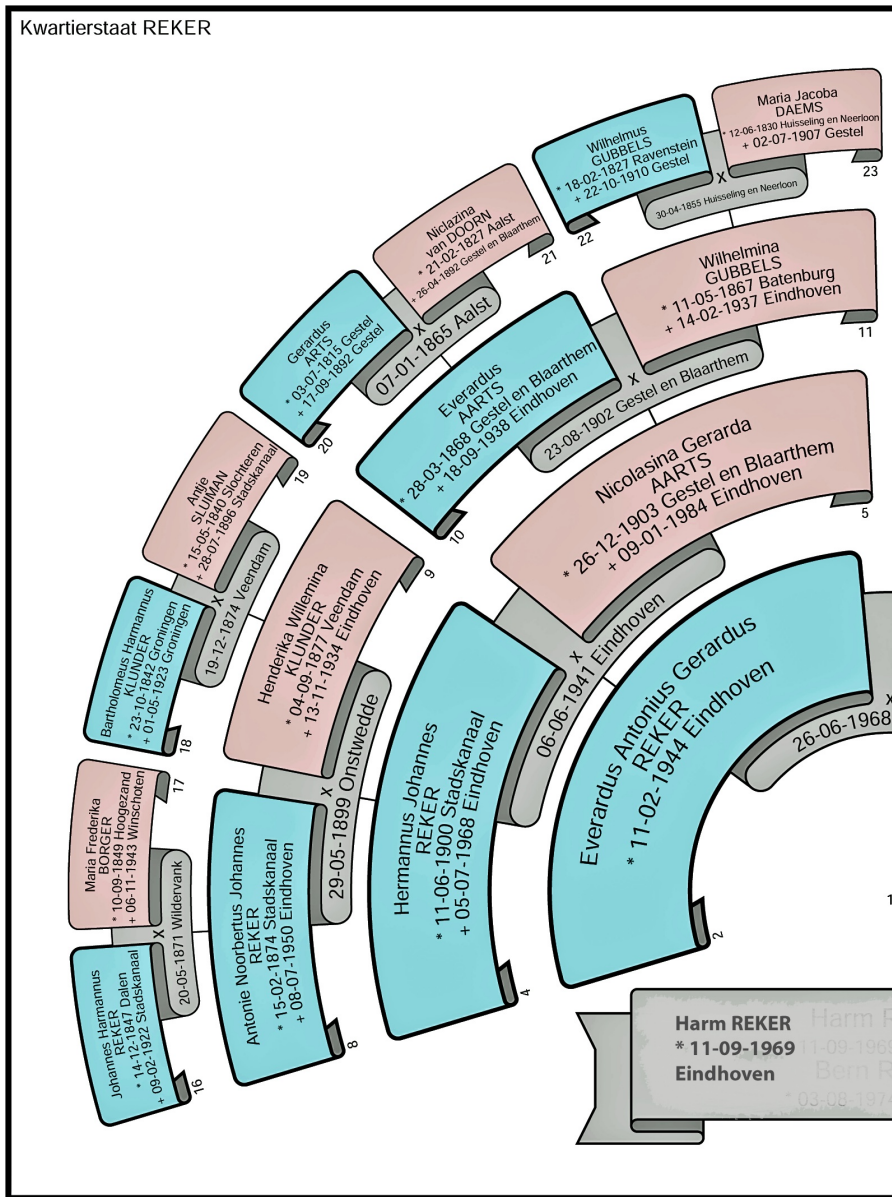 Kwartierstaat REKER
Maria Jacoba
DAEMS
* 12-06-1830 Huisseling en Neerloon
+ 02-07-1907 Gestel
23
Wilhelmus
GUBBELS
* 18-02-1827 Ravenstein
+ 22-10-1910 Gestel
22
X
30-04-1855 Huisseling en Neerloon
Niclazina
van DOORN
* 21-02-1827 Aalst
+ 26-04-1892 Gestel en Blaarthem
21
Gerardus
ARTS
* 03-07-1815 Gestel
+ 17-09-1892 Gestel
20
X
07-01-1865 Aalst
Wilhelmina
GUBBELS
* 11-05-1867 Batenburg
+ 14-02-1937 Eindhoven
11
Everardus
AARTS
* 28-03-1868 Gestel en Blaarthem
+ 18-09-1938 Eindhoven
10
X
23-08-1902 Gestel en Blaarthem
Nicolasina Gerarda
AARTS
* 26-12-1903 Gestel en Blaarthem
+ 09-01-1984 Eindhoven
5
Antje
SLUIMAN
* 15-05-1840 Slochteren
+ 28-07-1896 Stadskanaal
19
Bartholomeus Harmannus
KLUNDER
* 23-10-1842 Groningen
+ 01-05-1923 Groningen
18
X
19-12-1874 Veendam
Henderika Willemina
KLUNDER
* 04-09-1877 Veendam
+ 13-11-1934 Eindhoven
9
Maria Frederika
BORGER
* 10-09-1849 Hoogezand
+ 06-11-1943 Winschoten
17
Johannes Harmannus
REKER
* 14-12-1847 Dalen
+ 09-02-1922 Stadskanaal
16
X
20-05-1871 Wildervank
Antonie Noorbertus Johannes
REKER
* 15-02-1874 Stadskanaal
+ 08-07-1950 Eindhoven
8
X
29-05-1899 Onstwedde
Hermannus Johannes
REKER
* 11-06-1900 Stadskanaal
+ 05-07-1968 Eindhoven
4
X
06-06-1941 Eindhoven
Everardus Antonius Gerardus
REKER
* 11-02-1944 Eindhoven
2
X
26-06-1968
1
Harm REKER
* 11-09-1969
Eindhoven
Harm R
11-09-1969
Bern R
* 03-08-197